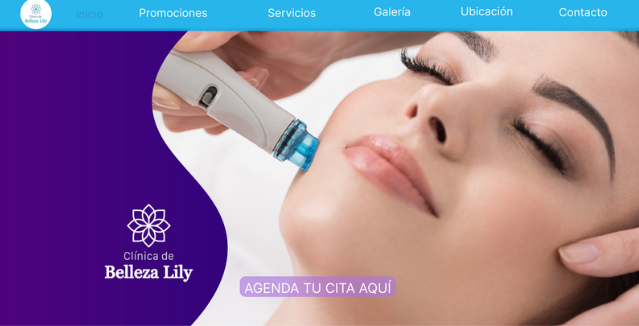 Clínica de
Belleza Lily
Inicio
Promociones
Servicios
Galería
Ubicación
Contacto
Clínica de
Belleza Lily
AGENDA TU CITA AQUÍ